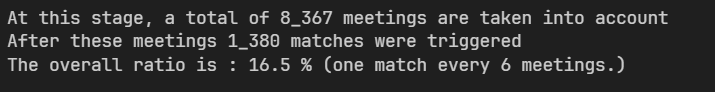 At this stage, a total of 8_367 meetings are taken into account
After these meetings 1_380 matches were triggered
The overall ratio is : 16.5 % (one match every 6 meetings.)